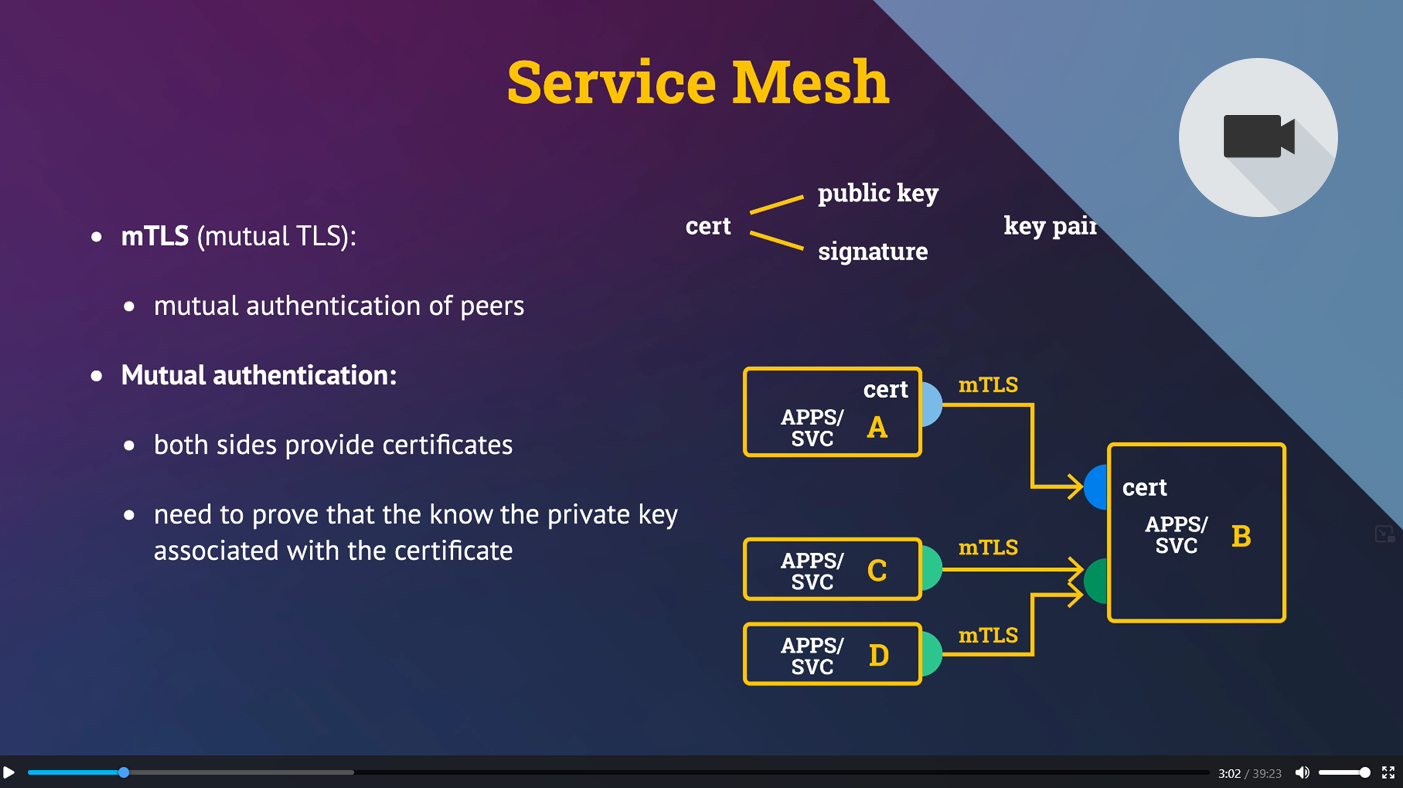 Service Mesh
mTLS (mutual TLS):
mutual authentication of peers
Mutual authentication:
both sides provide certificates
need to prove that the know the private key
associated with the certificate
public key
cert
signature
key pair
cert
APPS/
SVC
A
mTLS
cert
APPS/
SVC
B
APPS/
SVC
C
mTLS
APPS/
SVC
D
mTLS
3:02 / 39:23